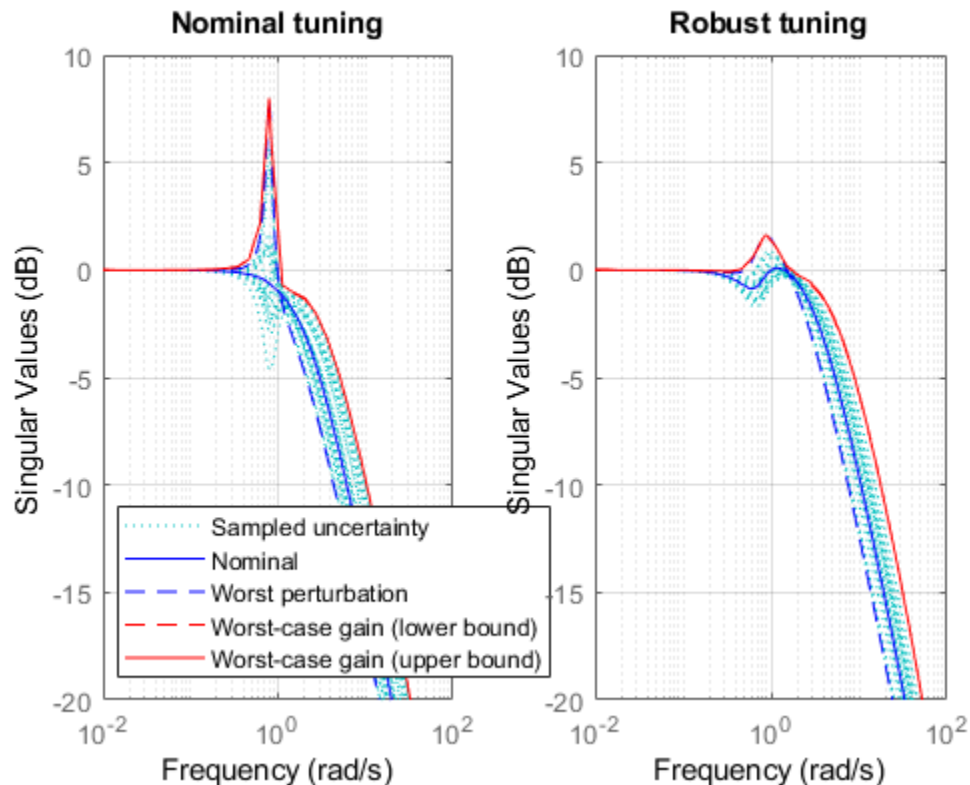 Nominal tuning
10
5
0
-5
-10
-15
-20
10-2
100
102
Singular Values (dB)
Frequency (rad/s)
Sampled uncertainty
Nominal
Worst perturbation
Worst-case gain (lower bound)
Worst-case gain (upper bound)
Robust tuning
10
5
0
-5
-10
-15
-20
10-2
100
102
Singular Values (dB)
Frequency (rad/s)